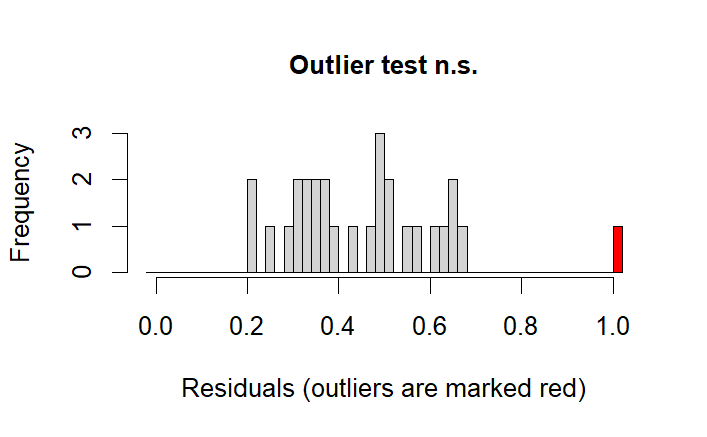 Outlier test n.s.
Frequency
3
2
1
0
0.0 0.2 0.4 0.6 0.8 1.0
Residuals (outliers are marked red)